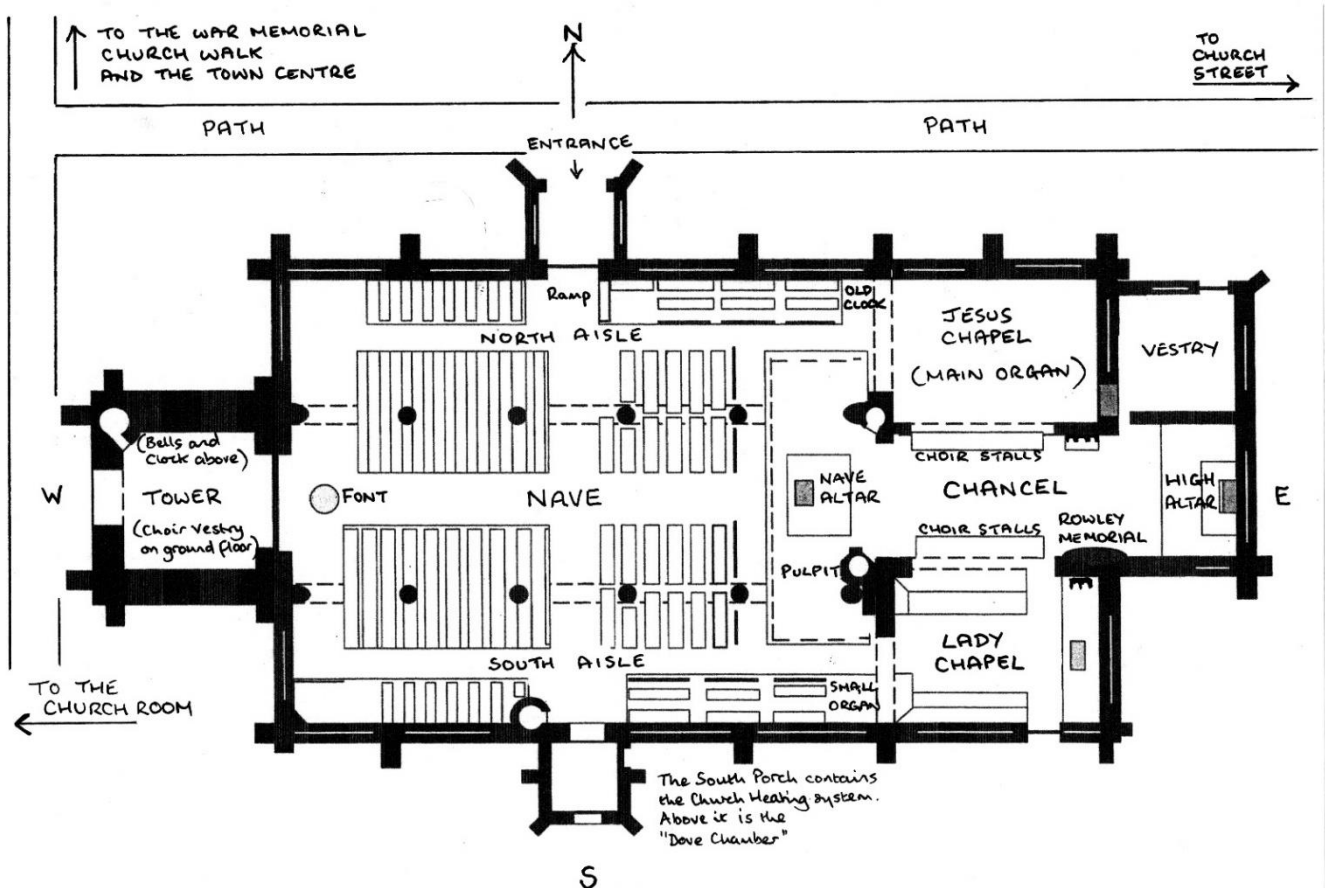 TO THE WAR MEMORIAL
CHURCH WALK
AND THE TOWN CENTRE
N
TO
CHURCH
STREET
PATH
PATH
ENTRANCE
Ramp
OLD
CLOCK
NORTH AISLE
JESUS
CHAPEL
(MAIN ORGAN)
VESTRY
(Bells and
Clock above)
CHOIR STALLS
W
TOWER
FONT
NAVE
NAVE
ALTAR
CHANCEL
HIGH
ALTAR
E
(Choir Vestry
on ground floor)
CHOIR STALLS
ROWLEY
MEMORIAL
PULPIT
LADY
CHAPEL
SOUTH AISLE
SMALL
ORGAN
TO THE
CHURCH ROOM
The South Porch contains
the Church Heating system.
Above it is the
"Dove Chamber"
S